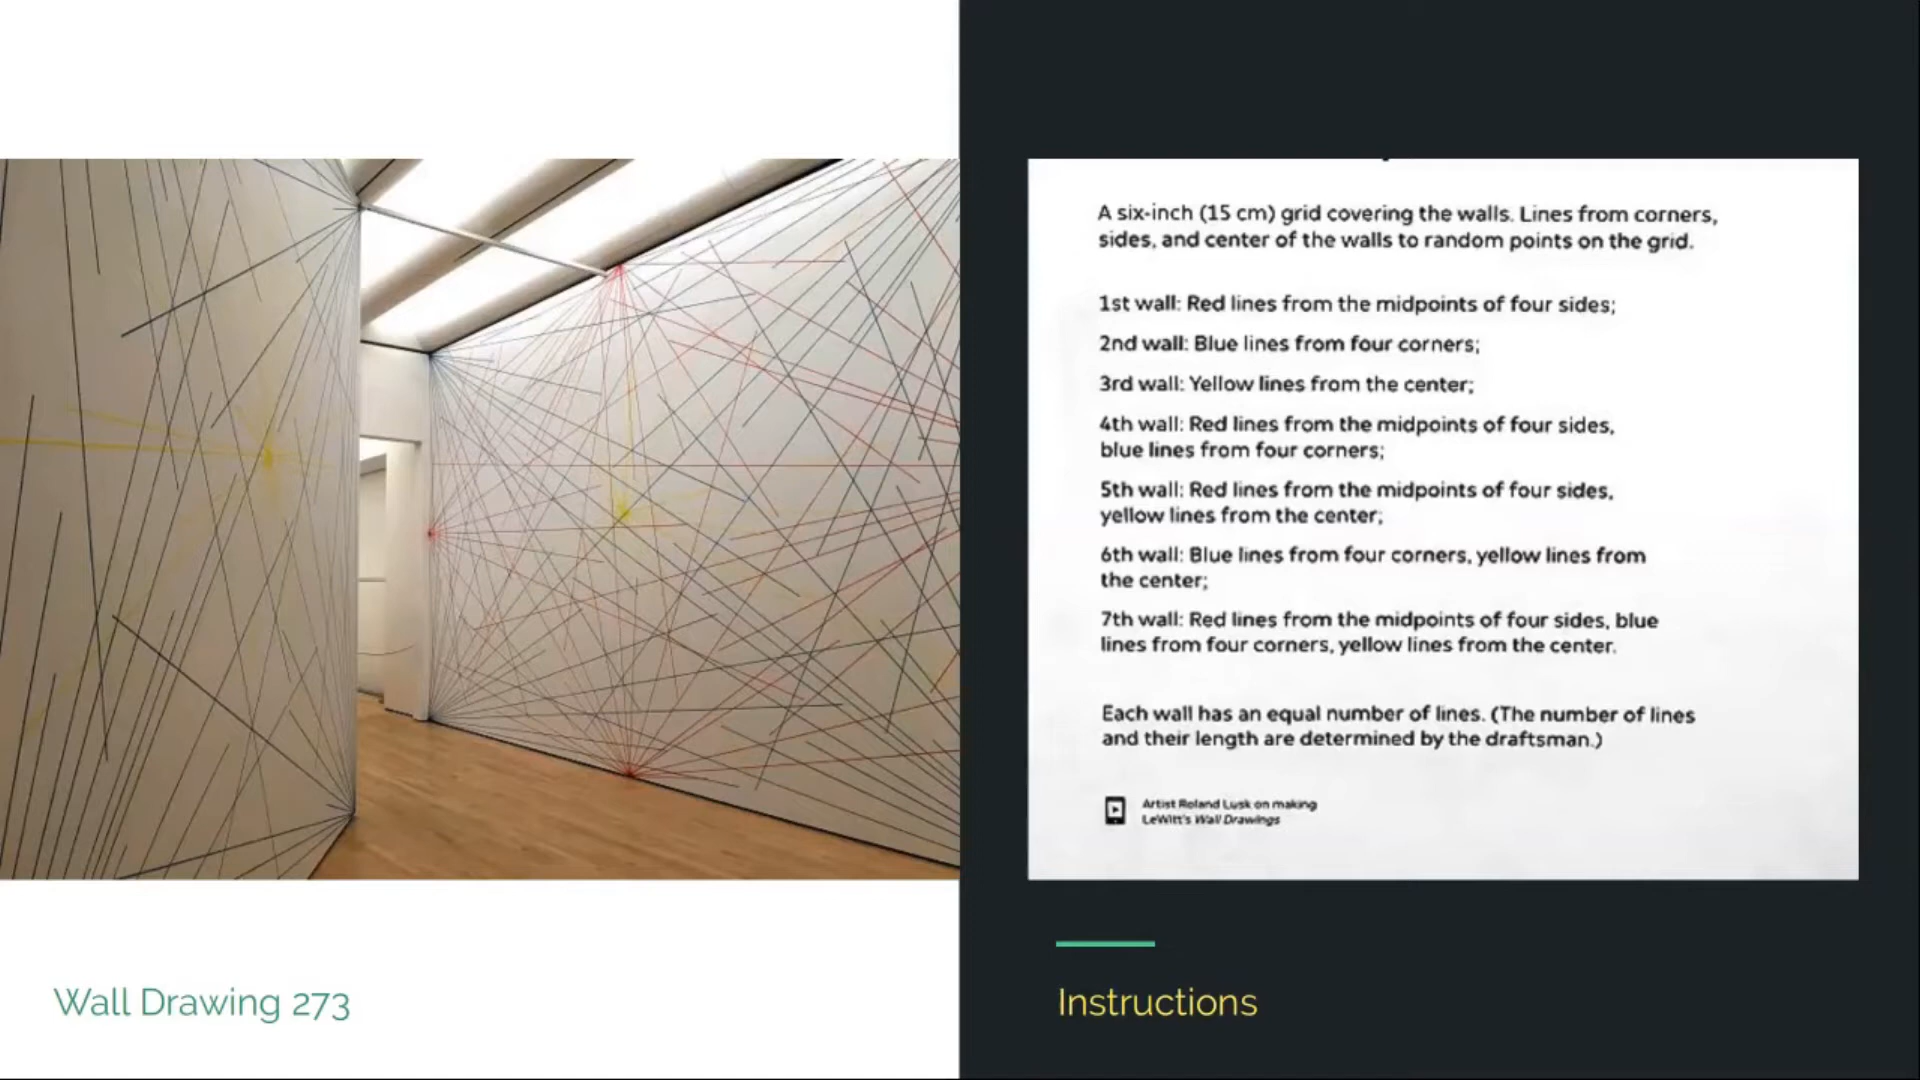 A six-inch (15 cm) grid covering the walls. Lines from corners,
sides, and center of the walls to random points on the grid.
1st wall: Red lines from the midpoints of four sides;
2nd wall: Blue lines from four corners;
3rd wall: Yellow lines from the center;
4th wall: Red lines from the midpoints of four sides,
blue lines from four corners;
5th wall: Red lines from the midpoints of four sides,
yellow lines from the center;
6th wall: Blue lines from four corners, yellow lines from
the center;
7th wall: Red lines from the midpoints of four sides, blue
lines from four corners, yellow lines from the center.
Each wall has an equal number of lines. (The number of lines
and their length are determined by the draftsman.)
Artist Roland Lusk on making
LeWitt's Wall Drawings
Wall Drawing 273
Instructions